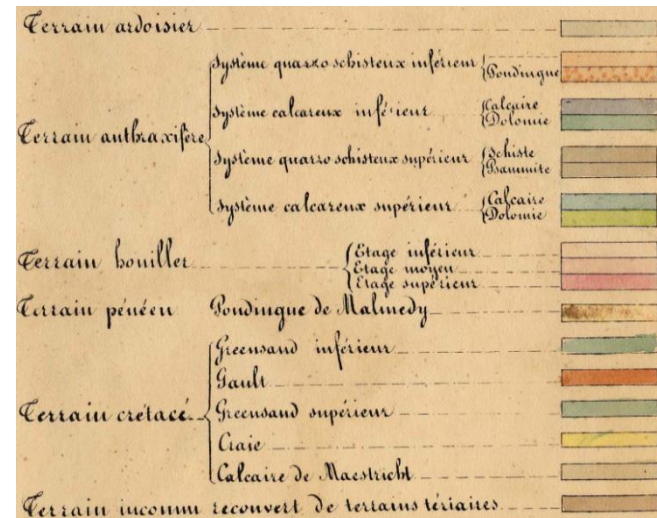 Terrain ardoisier
Système quarzo schisteux inférieur
Poudingue
Système calcareux inférieur
Calcaire
Dolomie
Terrain anthraxifère
Système quarzo schisteux supérieur
Schiste
Psammite
Système calcareux supérieur
Calcaire
Dolomie
Terrain houiller
Etage inférieur
Etage moyen
Etage supérieur
Terrain pénéen Poudingue de Malmedy
Greensand inférieur
Gault
Terrain crétacé
Greensand supérieur
Craie
Calcaire de Maestricht
Terrain inconnu recouvert de terrains tériaires